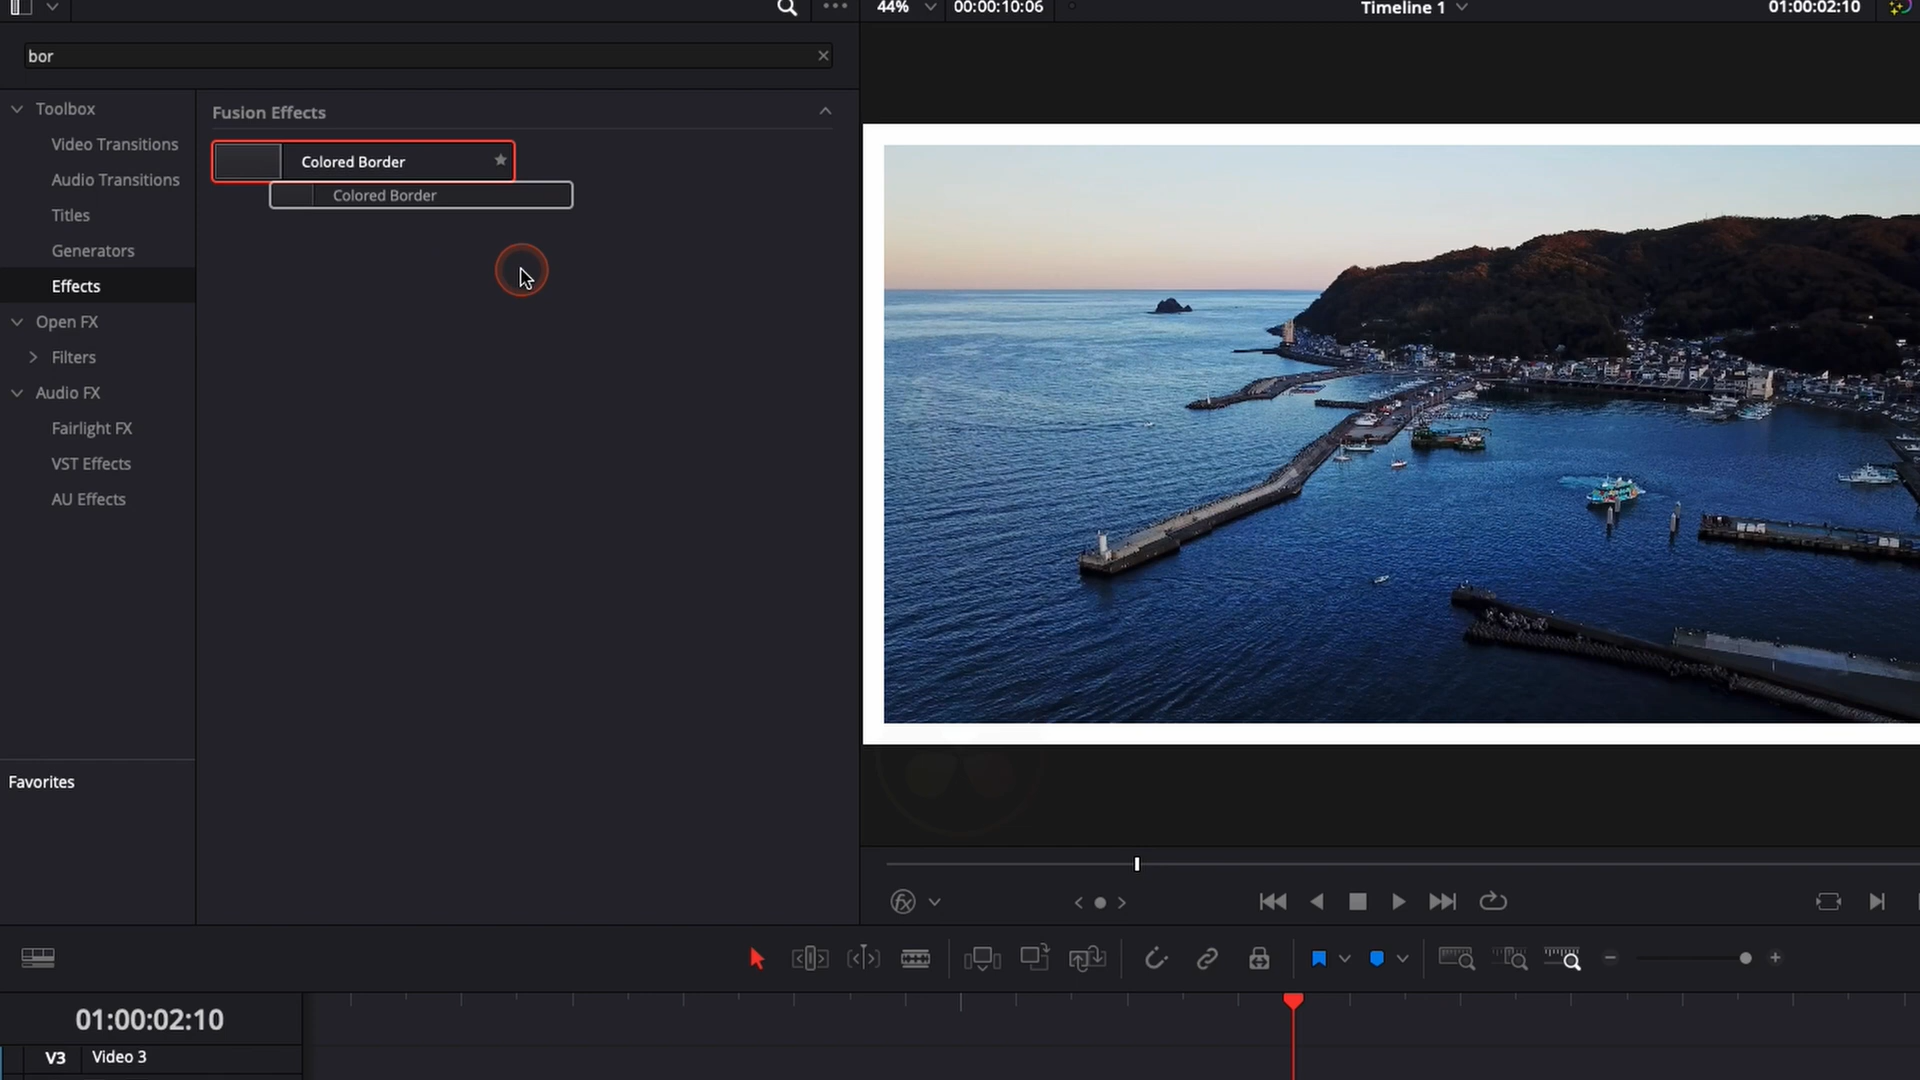 44%
00:00:10:06
Timeline 1
01:00:02:10
bor
Toolbox
Video Transitions
Audio Transitions
Titles
Generators
Effects
Open FX
Filters
Audio FX
Fairlight FX
VST Effects
AU Effects
Favorites
Fusion Effects
Colored Border
Colored Border
fx
01:00:02:10
V3 Video 3